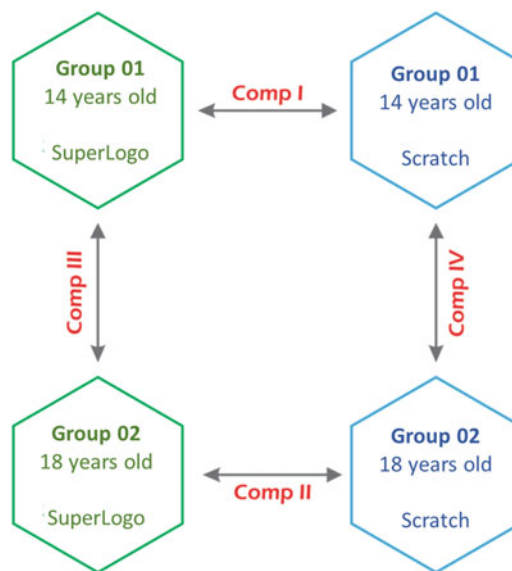 Group 01
14 years old
SuperLogo
Comp I
Group 01
14 years old
Scratch
Comp III
Comp IV
Group 02
18 years old
SuperLogo
Comp II
Group 02
18 years old
Scratch